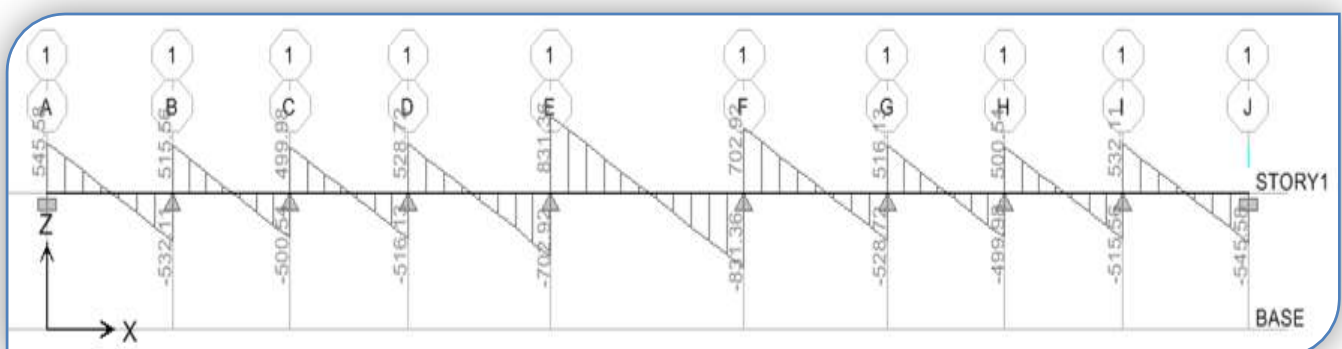 1 1 1 1 1 1 1 1 1 1
A B C D E F G H I J
545.58 515.56 499.98 528.72 831.36 702.92 516.13 500.54 532.11
STORY1
-532.11 -500.54 -516.13 -702.92 -831.36 -528.72 -499.98 -515.56 -545.58
Z
X
BASE